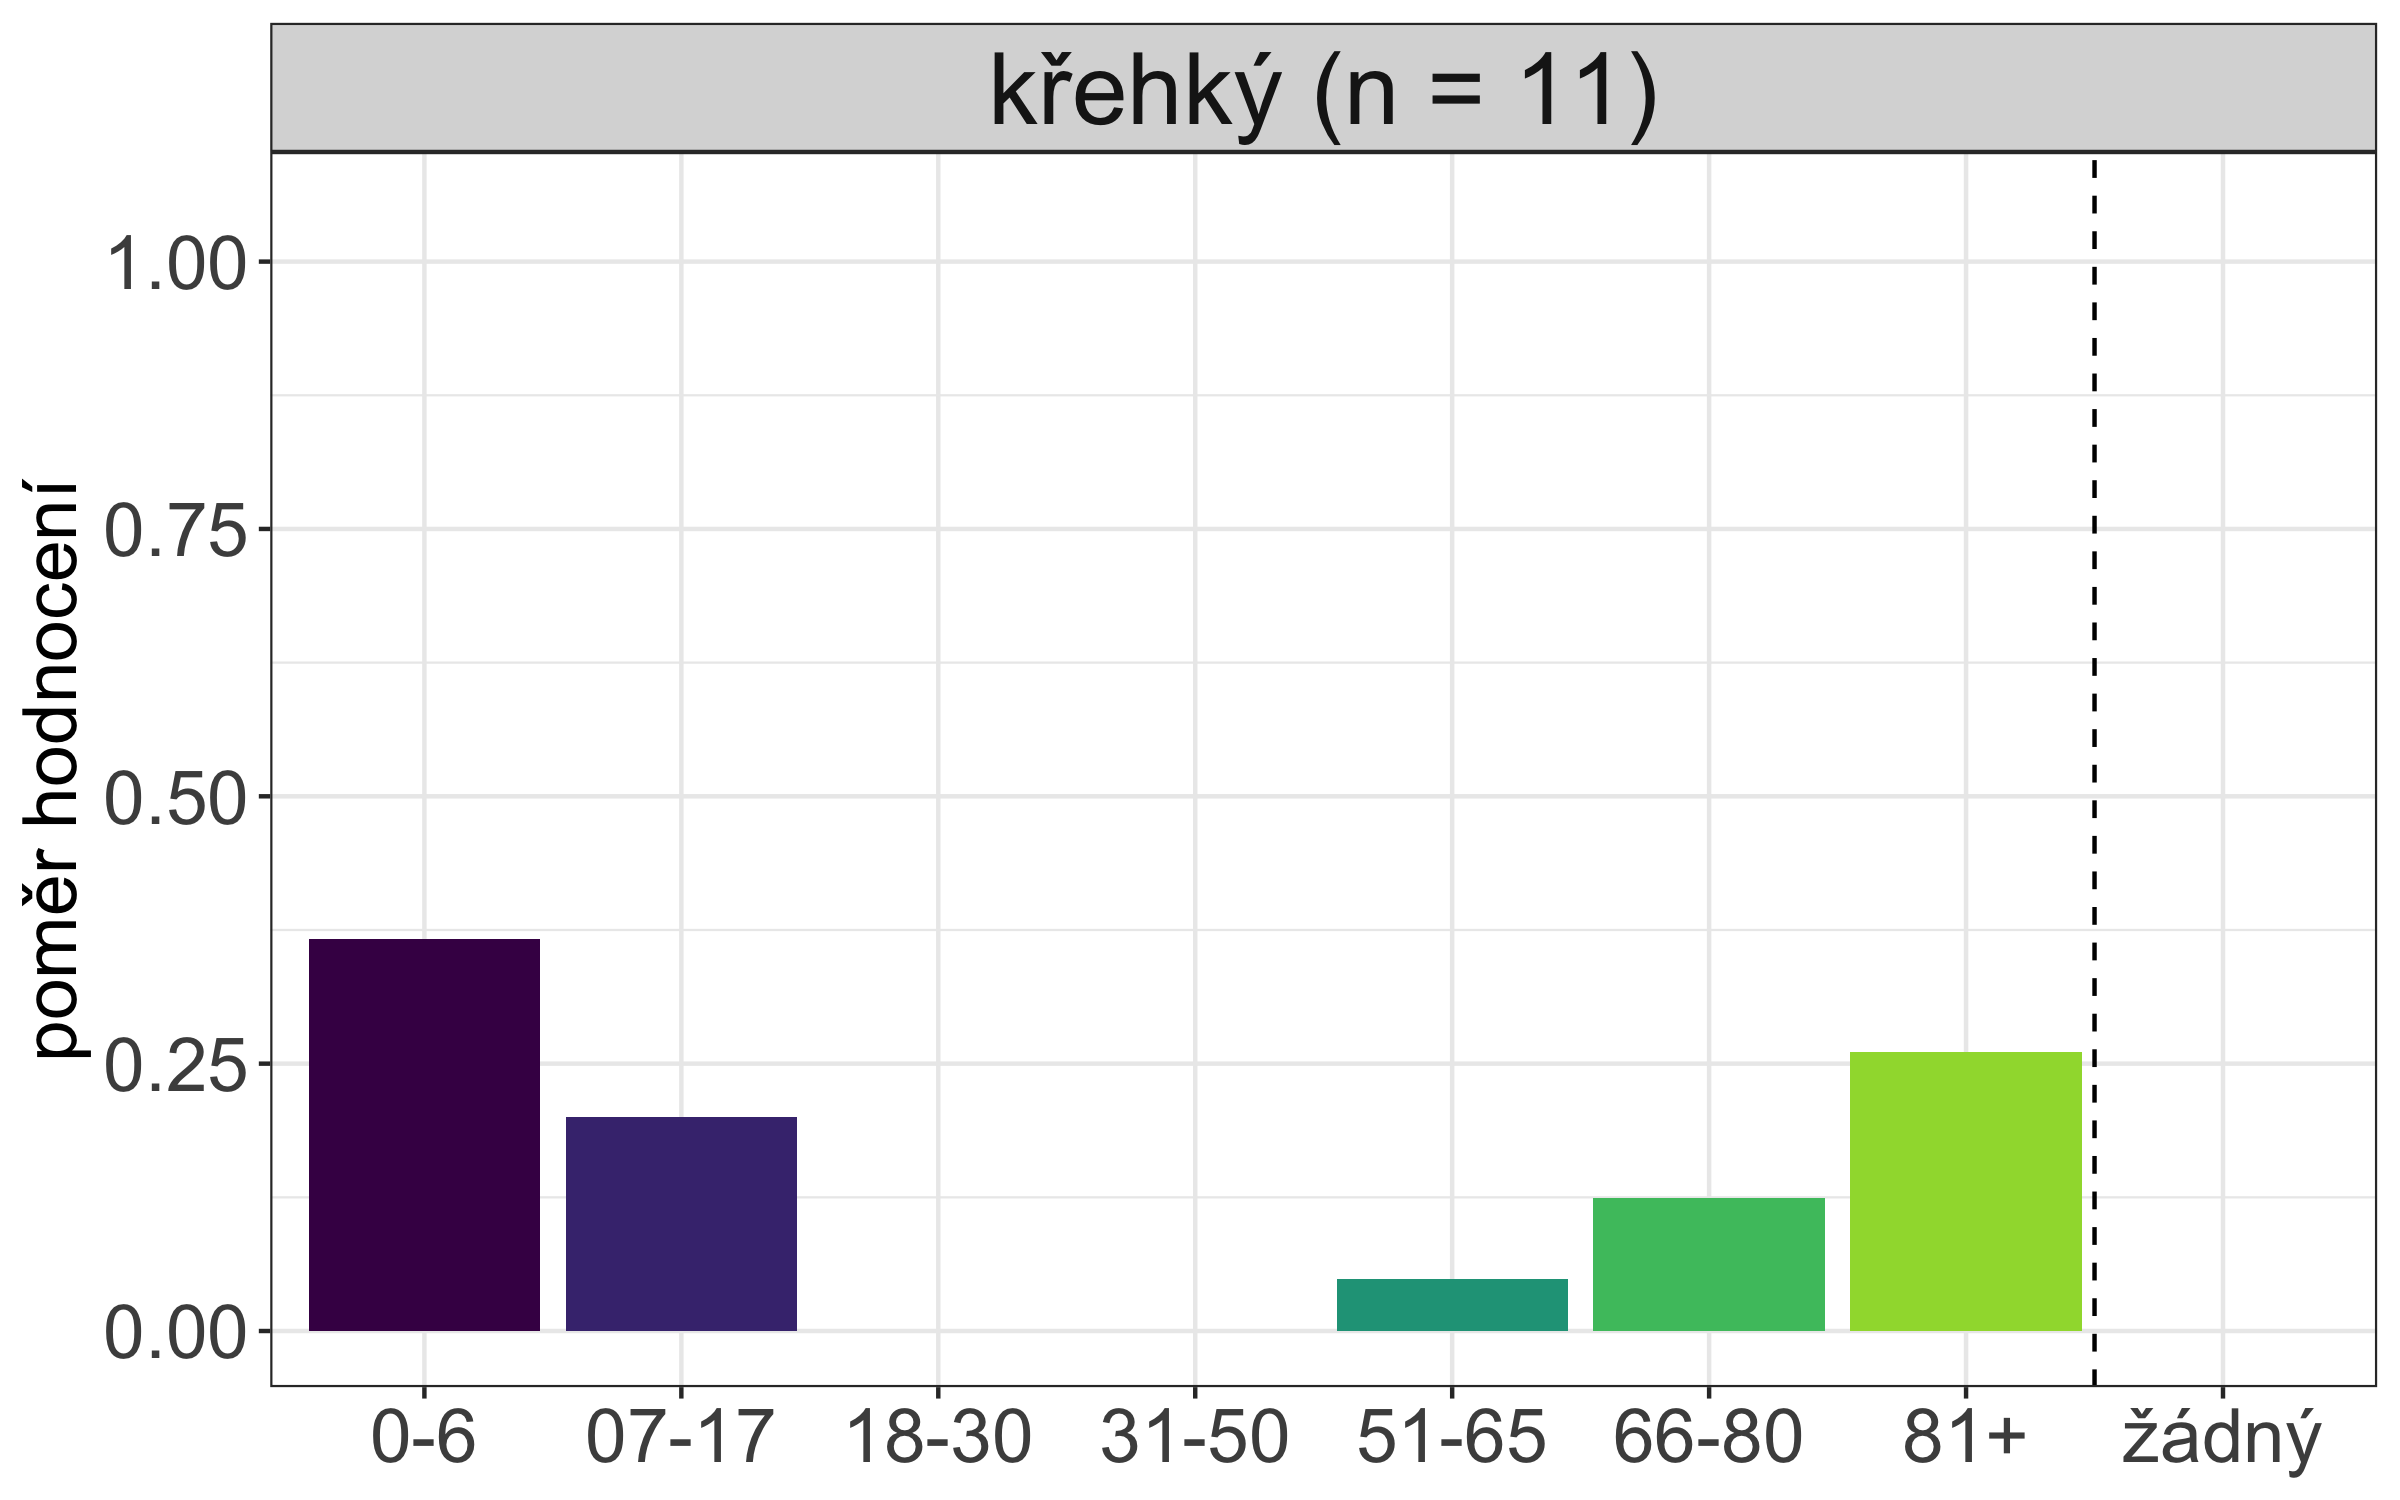 křehký (n = 11)
poměr hodnocení
1.00
0.75
0.50
0.25
0.00
0-6 07-17 18-30 31-50 51-65 66-80 81+ žádný